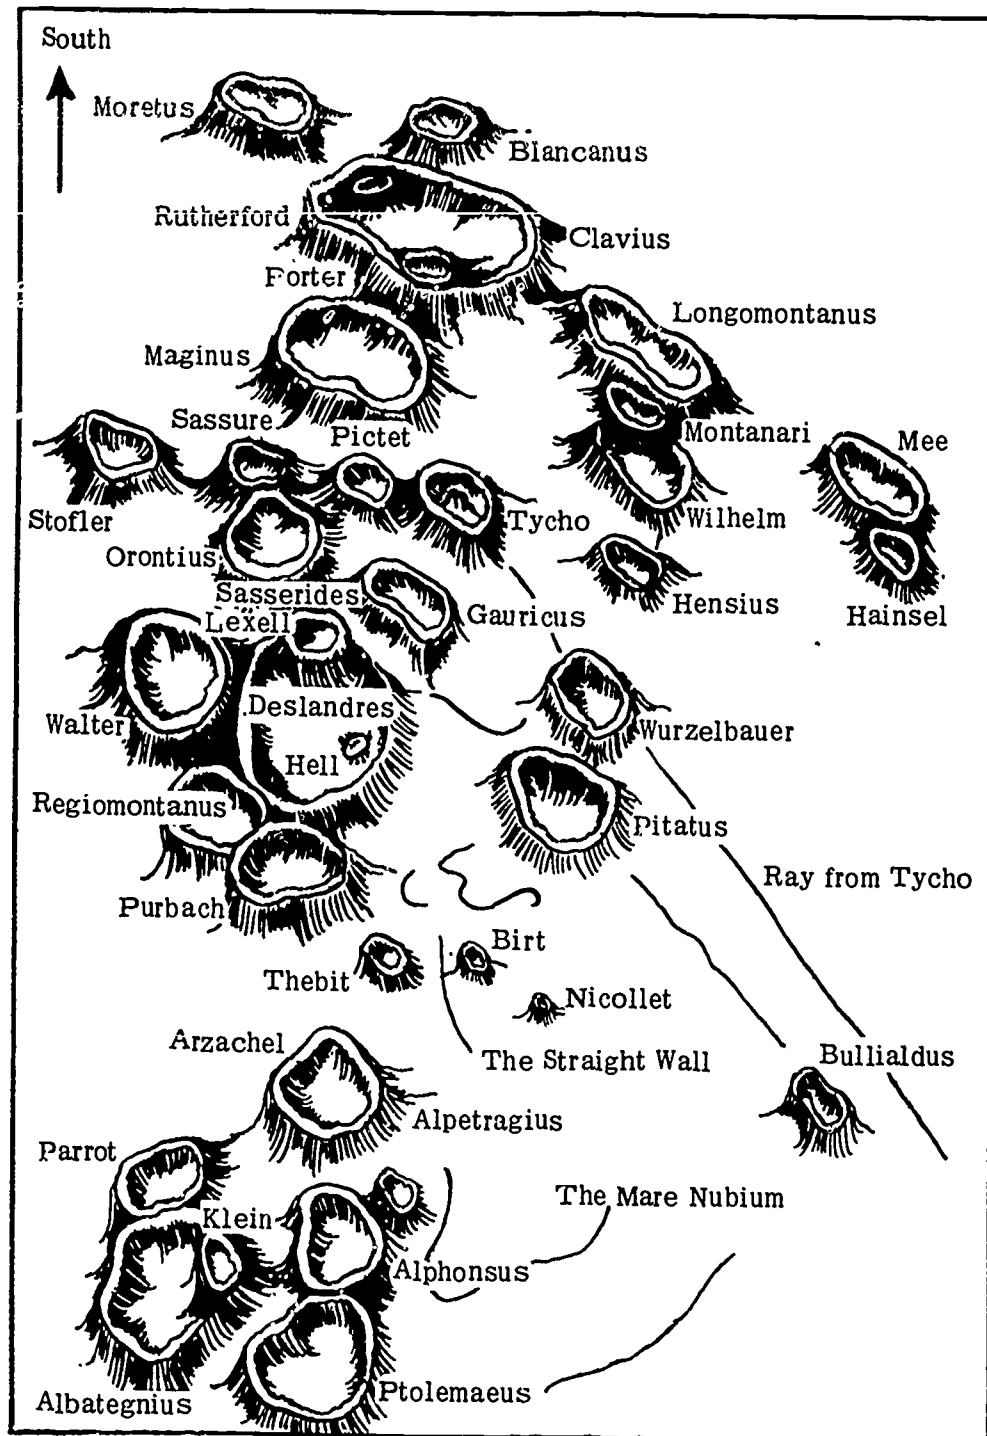 South
Moretus
Blancanus
Rutherford
Clavius
Porter
Longomontanus
Maginus
Sassure
Pictet
Montanari
Mee
Stofler
Tycho
Wilhelm
Orontius
Sasserides
Hensius
Lexell
Gauricus
Hainsel
Deslandres
Walter
Wurzelbauer
Hell
Regiomontanus
Pitatus
Ray from Tycho
Purbach
Birt
Thebit
Nicollet
Arzachel
The Straight Wall
Bullialdus
Alpetragius
Parrot
The Mare Nubium
Klein
Alphonsus
Ptolemaeus
Albategnius